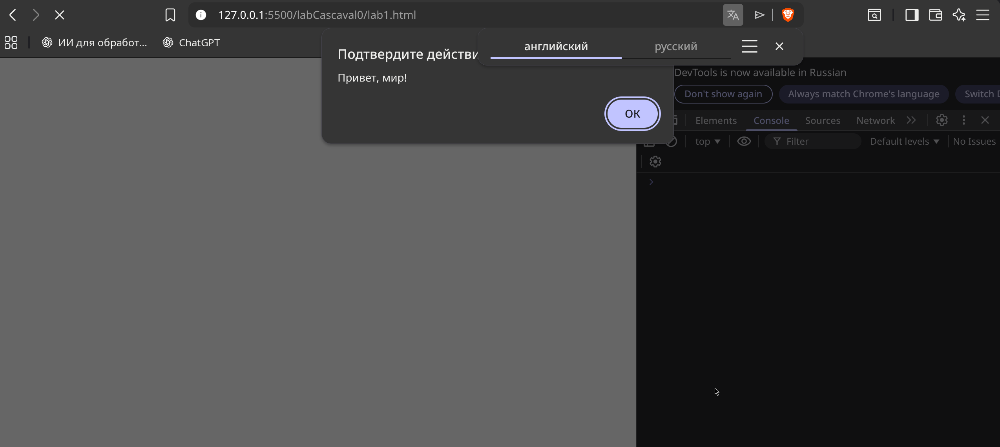 127.0.0.1:5500/labCascaval0/lab1.html
ИИ для обработ...
ChatGPT
английский
русский
Подтвердите действи
Привет, мир!
OK
DevTools is now available in Russian
Don't show again
Always match Chrome's language
Switch D
Elements
Console
Sources
Network
top
Filter
Default levels
No Issues